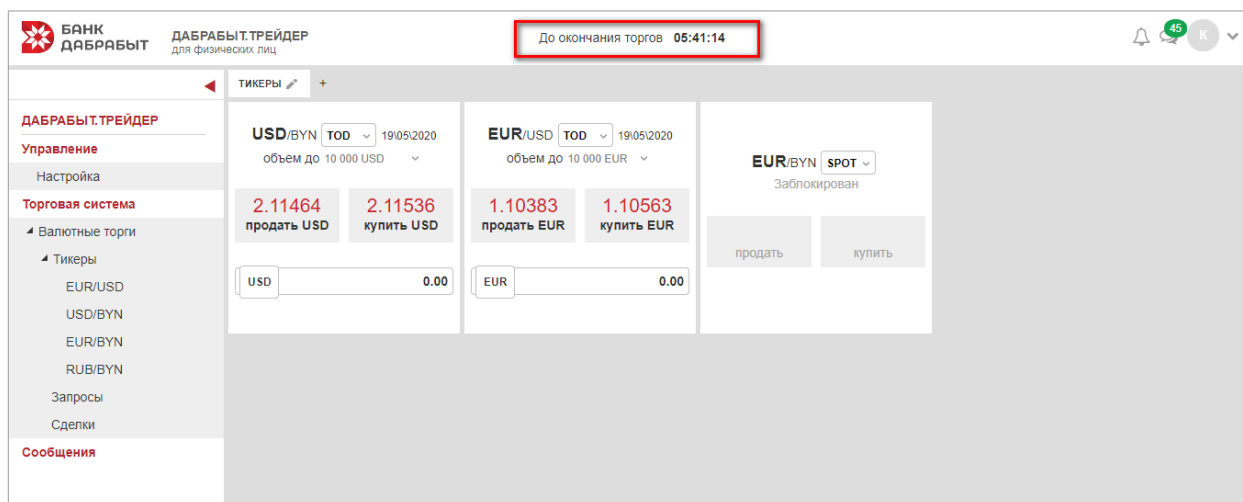 БАНК ДАБРАБЫТ
ДАБРАБЫТ.ТРЕЙДЕР
для физических лиц
До окончания торгов 05:41:14
45
К
ТИКЕРЫ +
ДАБРАБЫТ.ТРЕЙДЕР
Управление
Настройка
Торговая система
Валютные торги
Тикеры
EUR/USD
USD/BYN
EUR/BYN
RUB/BYN
Запросы
Сделки
Сообщения
USD/BYN TOD 19\05\2020
объем до 10 000 USD
2.11464 2.11536
продать USD купить USD
USD 0.00
EUR/USD TOD 19\05\2020
объем до 10 000 EUR
1.10383 1.10563
продать EUR купить EUR
EUR 0.00
EUR/BYN SPOT
Заблокирован
продать купить